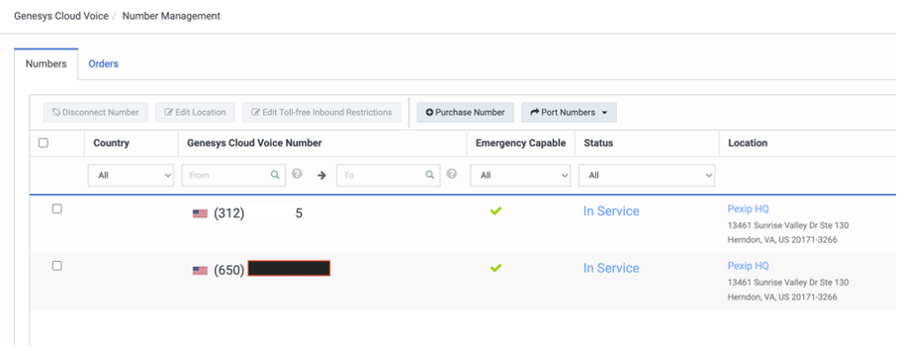 Genesys Cloud Voice / Number Management
Numbers Orders
Disconnect Number Edit Location Edit Toll-free Inbound Restrictions Purchase Number Port Numbers
Country Genesys Cloud Voice Number Emergency Capable Status Location
All From To All All
(312) 5 In Service Pexip HQ
13461 Sunrise Valley Dr Ste 130
Herndon, VA, US 20171-3266
(650) In Service Pexip HQ
13461 Sunrise Valley Dr Ste 130
Herndon, VA, US 20171-3266